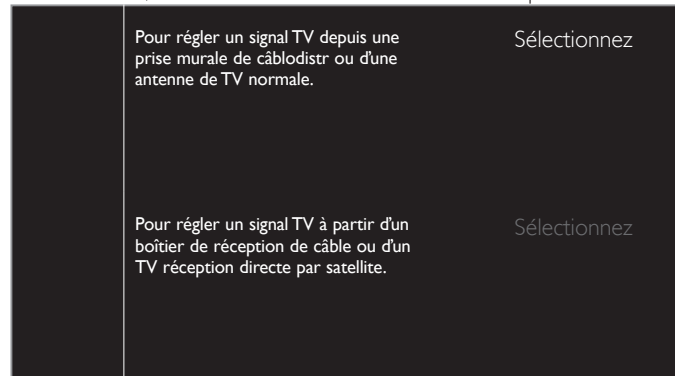 Pour régler un signal TV depuis une
prise murale de câblodistr ou d'une
antenne de TV normale.
Sélectionnez
Pour régler un signal TV à partir d'un
boîtier de réception de câble ou d'un
TV réception directe par satellite.
Sélectionnez